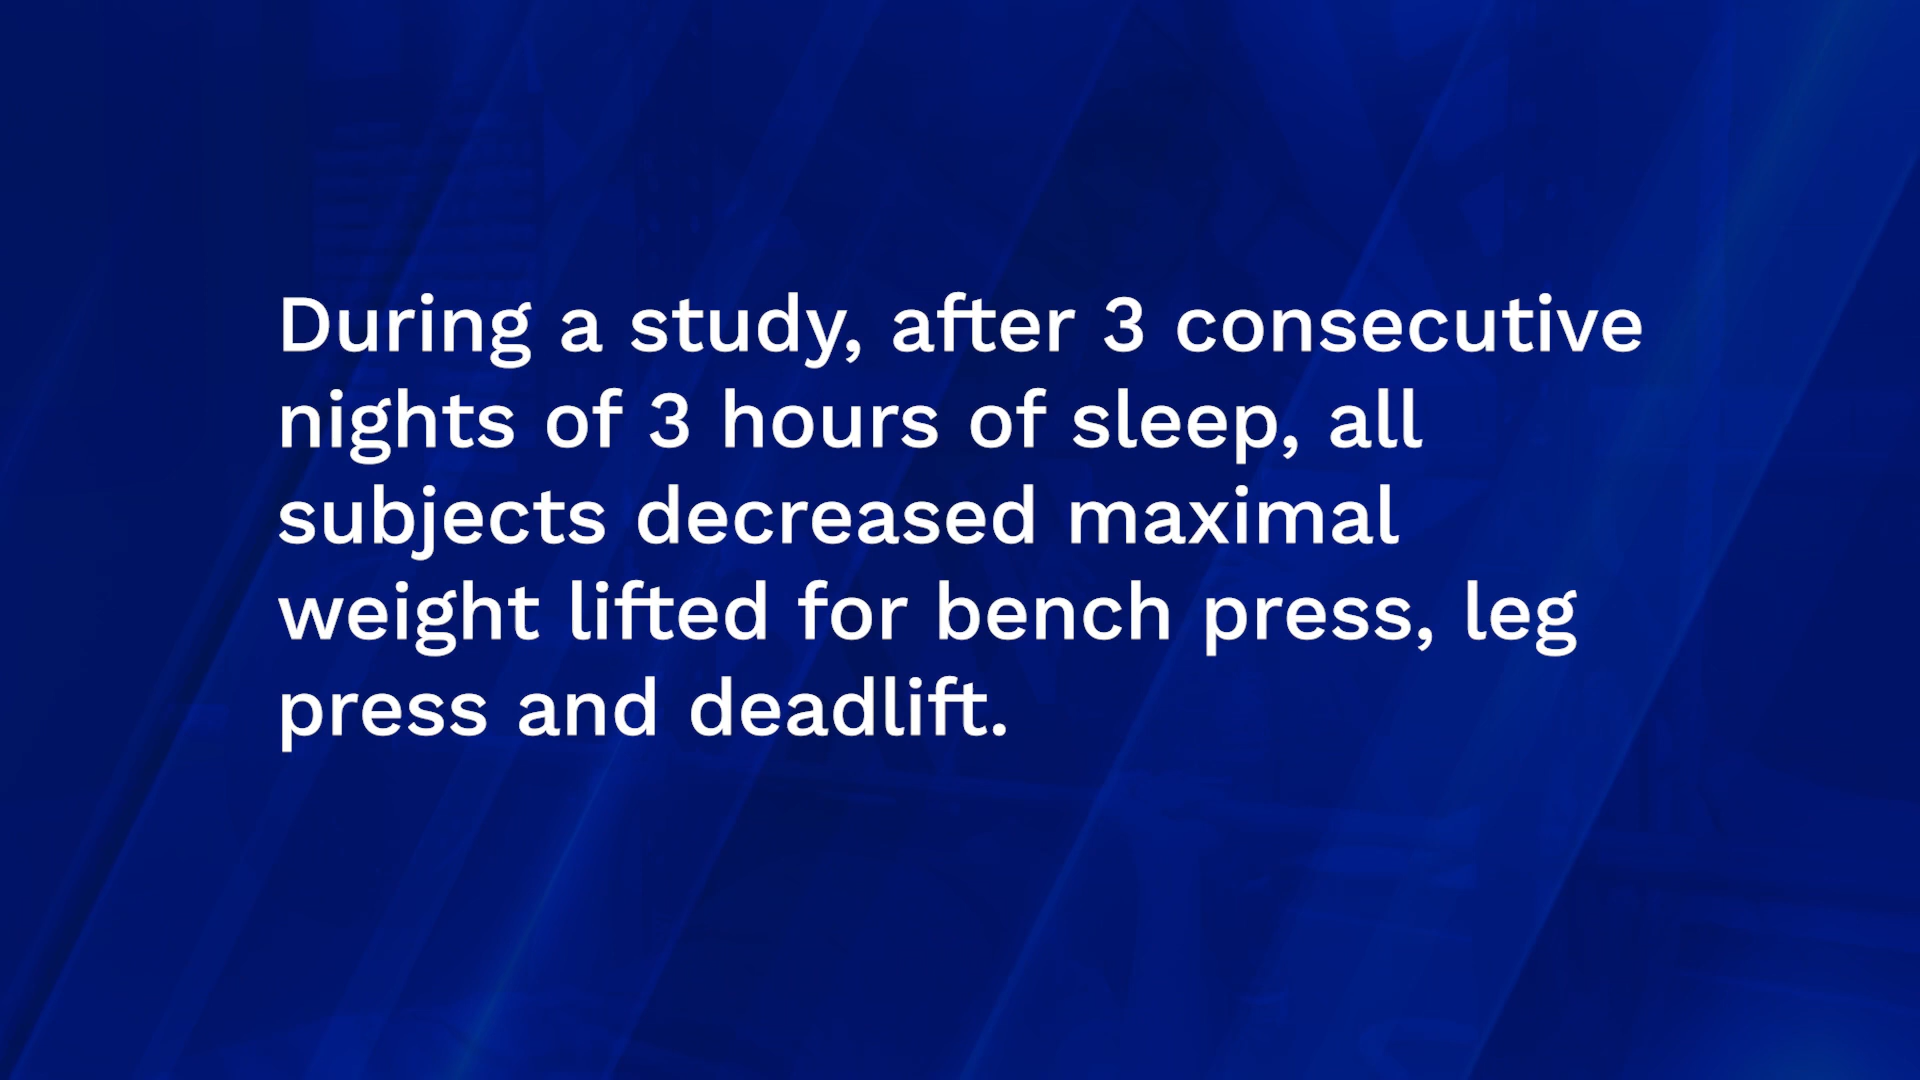 During a study, after 3 consecutive
nights of 3 hours of sleep, all
subjects decreased maximal
weight lifted for bench press, leg
press and deadlift.